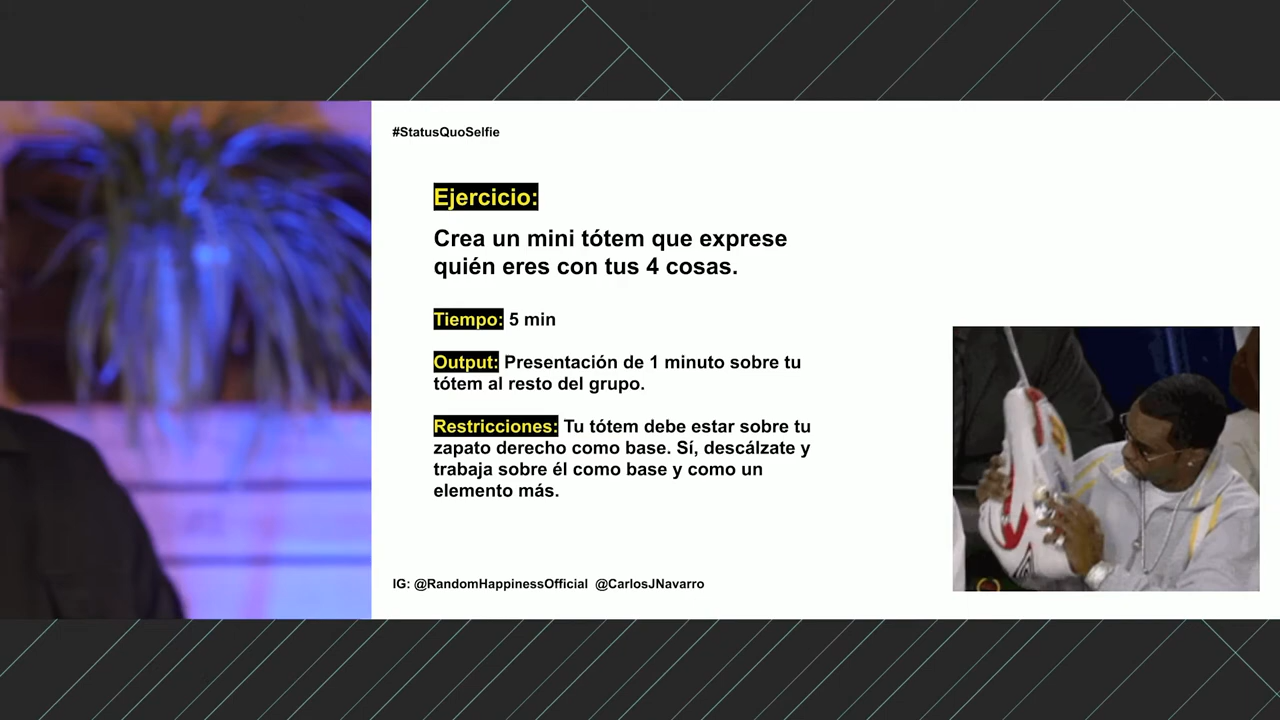 #StatusQuoSelfie
Ejercicio:
Crea un mini tótem que exprese
quién eres con tus 4 cosas.
Tiempo: 5 min
Output: Presentación de 1 minuto sobre tu
tótem al resto del grupo.
Restricciones: Tu tótem debe estar sobre tu
zapato derecho como base. Sí, descálzate y
trabaja sobre él como base y como un
elemento más.
IG: @RandomHappinessOfficial @CarlosJNavarro